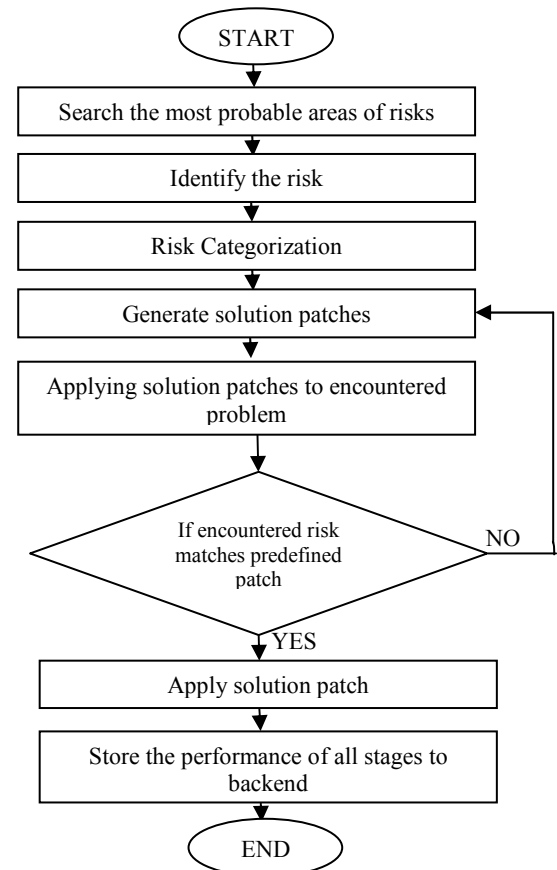 START
Search the most probable areas of risks
Identify the risk
Risk Categorization
Generate solution patches
Applying solution patches to encountered
problem
If encountered risk
matches predefined
patch
NO
YES
Apply solution patch
Store the performance of all stages to
backend
END